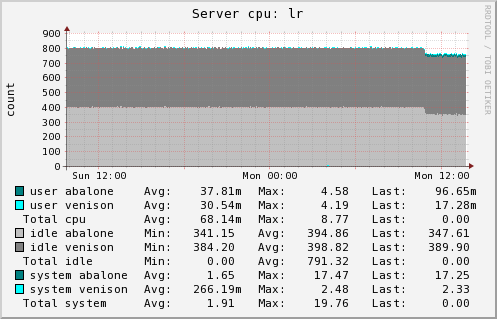 Server cpu: lr
RRDTOOL / TOBI OETIKER
count
900
800
700
600
500
400
300
200
100
0
Sun 12:00 Mon 00:00 Mon 12:00
user abalone Avg: 37.81m Max: 4.58 Last: 96.65m
user venison Avg: 30.54m Max: 4.19 Last: 17.28m
Total cpu Avg: 68.14m Max: 8.77 Last: 0.00
idle abalone Min: 341.15 Avg: 394.86 Last: 347.61
idle venison Min: 384.20 Avg: 398.82 Last: 389.90
Total idle Min: 0.00 Avg: 791.32 Last: 0.00
system abalone Avg: 1.65 Max: 17.47 Last: 17.25
system venison Avg: 266.19m Max: 2.48 Last: 2.33
Total system Avg: 1.91 Max: 19.76 Last: 0.00